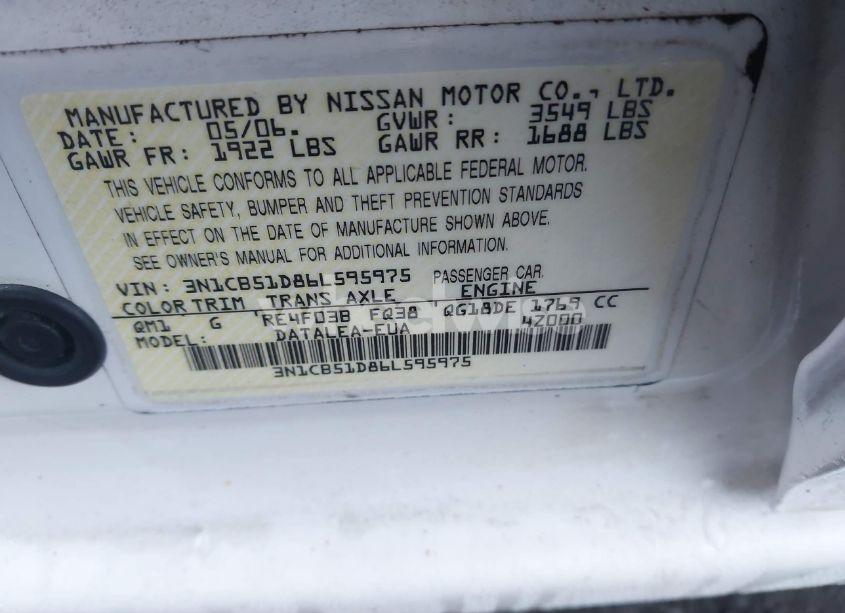 MANUFACTURED BY NISSAN MOTOR CO., LTD.
DATE: 05/06. GVWR: 3549 LBS
GAWR FR: 1922 LBS GAWR RR: 1688 LBS
THIS VEHICLE CONFORMS TO ALL APPLICABLE FEDERAL MOTOR.
VEHICLE SAFETY, BUMPER AND THEFT PREVENTION STANDARDS
IN EFFECT ON THE DATE OF MANUFACTURE SHOWN ABOVE.
SEE OWNER'S MANUAL FOR ADDITIONAL INFORMATION.
VIN: 3N1CB51D86L595975 PASSENGER CAR.
COLOR TRIM TRANS AXLE ENGINE
QM1 G RE4F03B FQ38 QG18DE 1769 CC
MODEL: DATALEA-EUA 4Z000
3N1CB51D86L595975